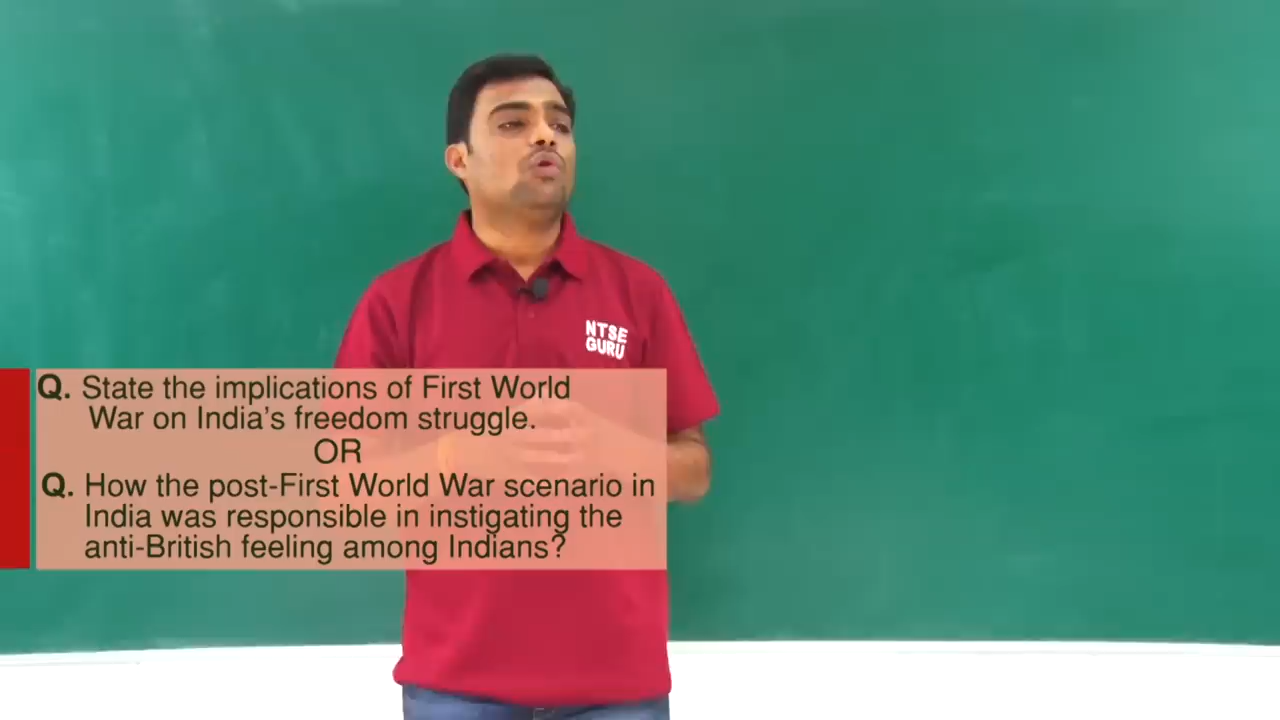 NTSE
GURU
Q. State the implications of First World
War on India's freedom struggle.
OR
Q. How the post-First World War scenario in
India was responsible in instigating the
anti-British feeling among Indians?